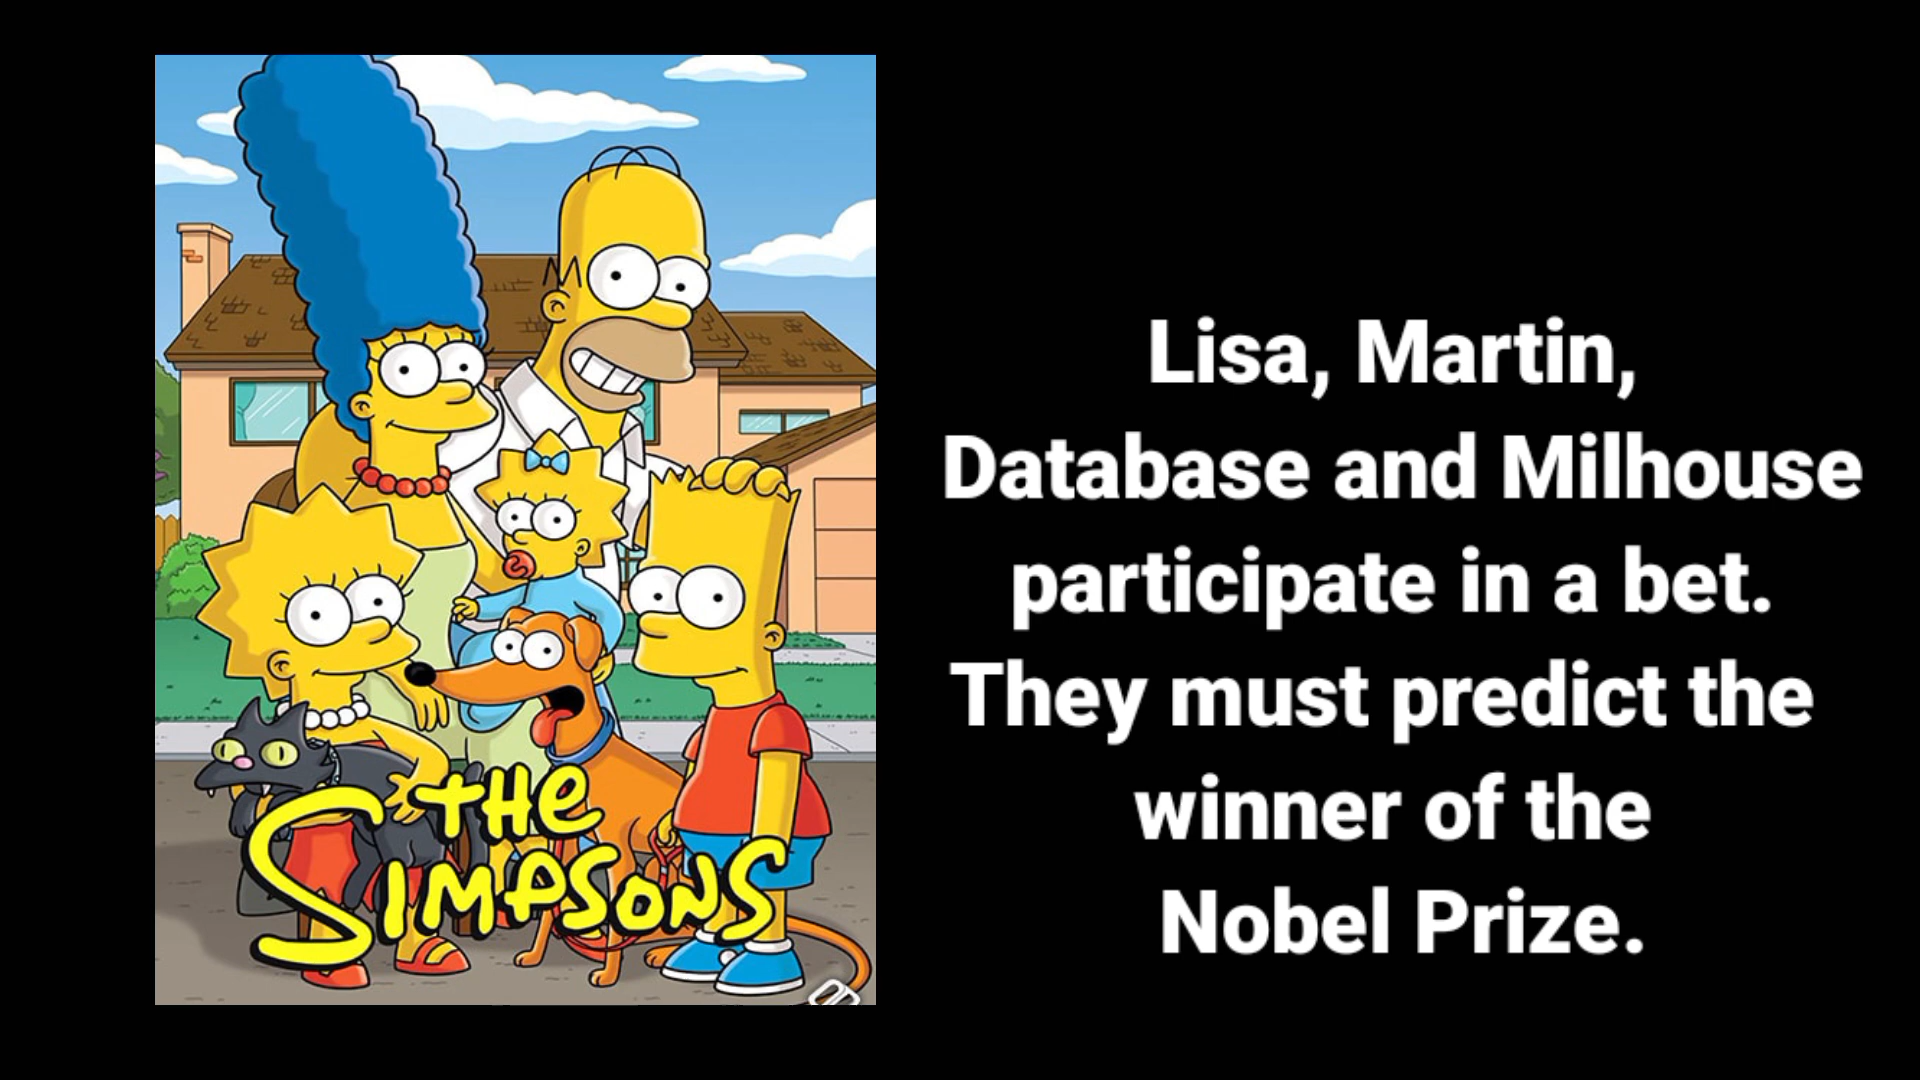 THE
SIMPSONS
Lisa, Martin,
Database and Milhouse
participate in a bet.
They must predict the
winner of the
Nobel Prize.